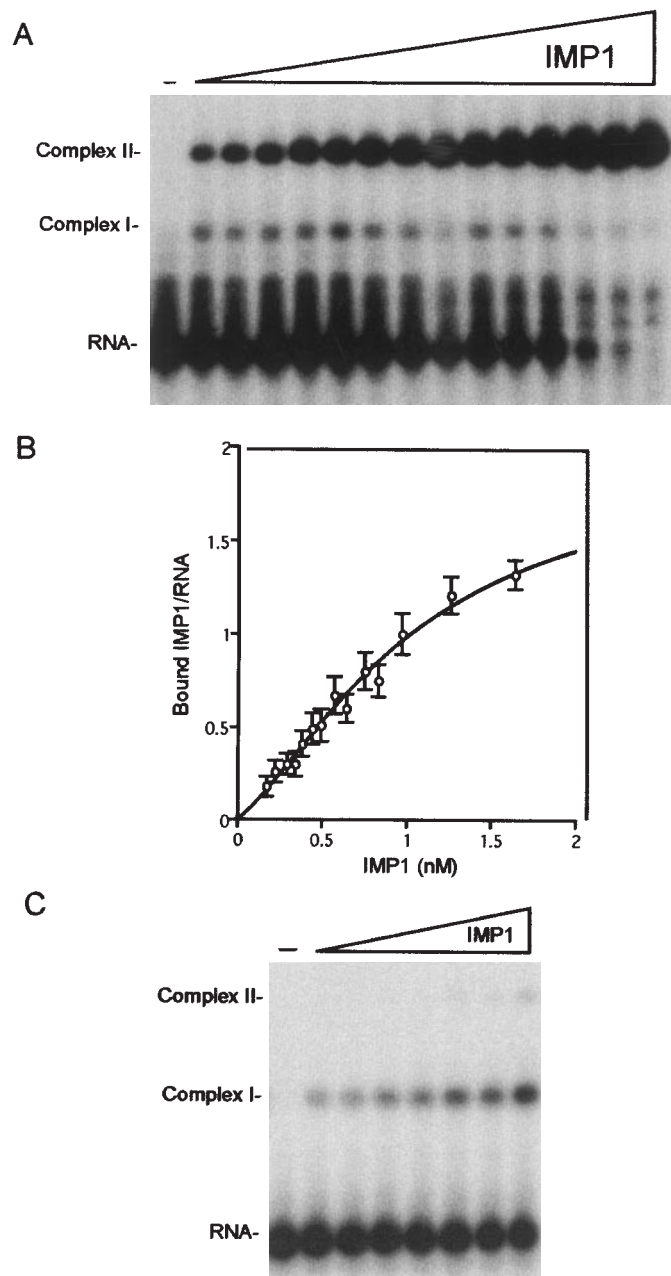 A
IMP1
–
Complex II-
Complex I-
RNA-
B
2
1.5
1
0.5
0
Bound IMP1/RNA
0 0.5 1 1.5 2
IMP1 (nM)
C
IMP1
–
Complex II-
Complex I-
RNA-